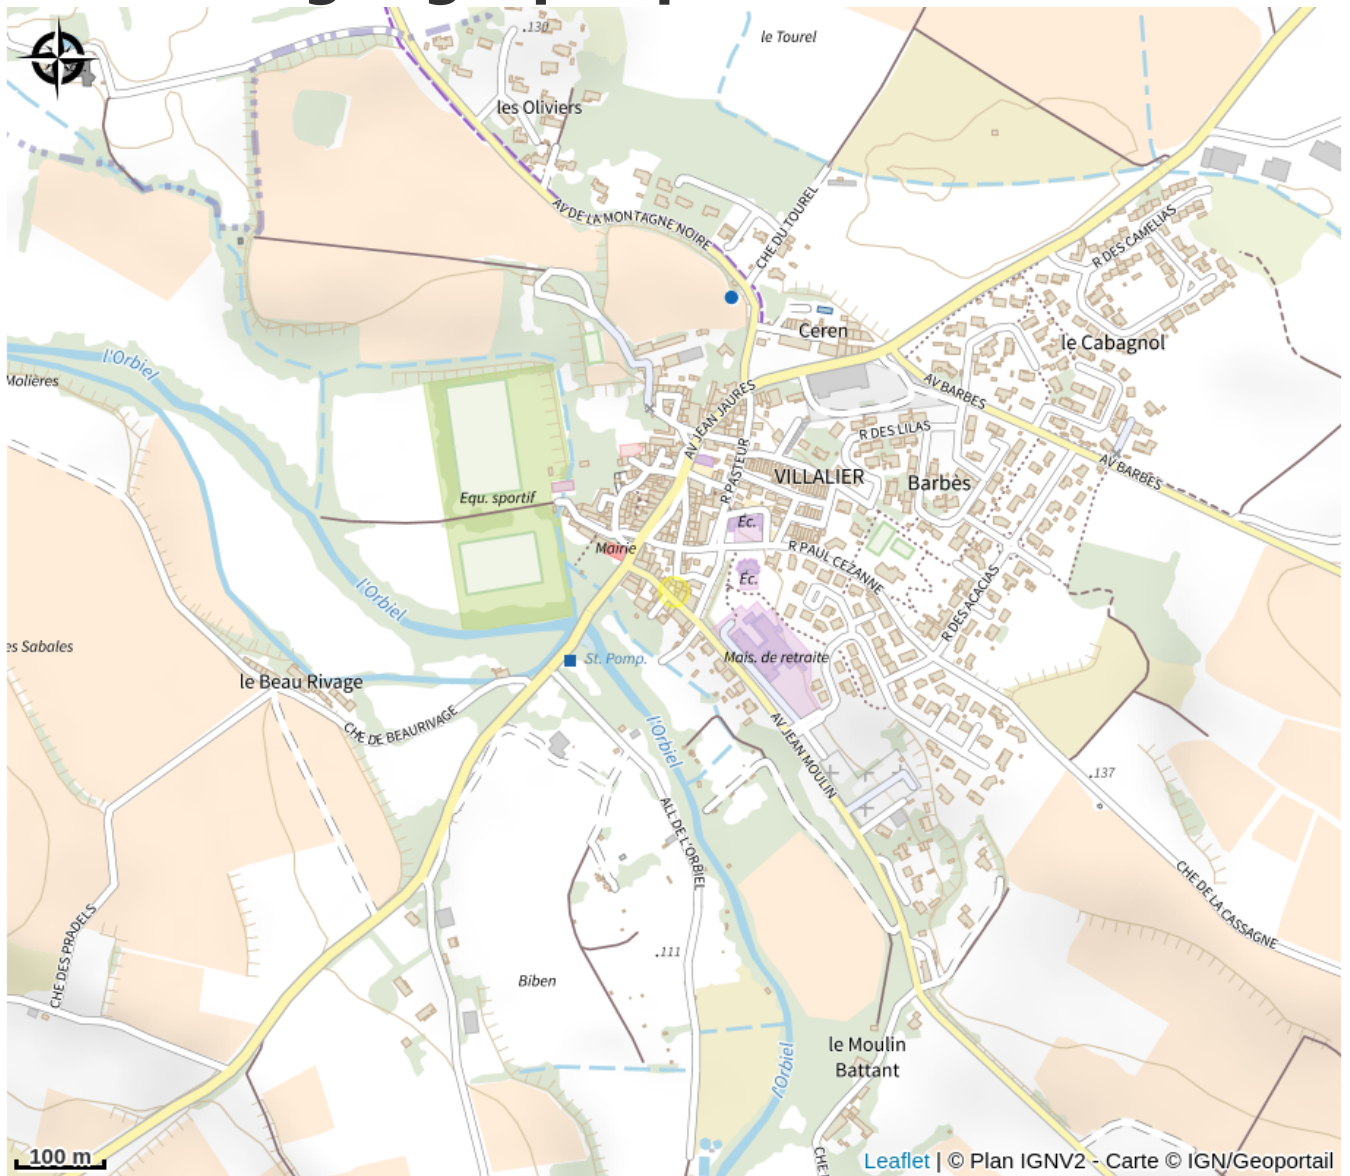 .130
le Tourel
les Oliviers
AV DE LA MONTAGNE NOIRE
CHE DU TOUREL
R DES CAMELIAS
Ceren
le Cabagnol
l'Orbiel
Molières
AV JEAN JAURES
AV BARBES
R DES LILAS
R PASTEUR
VILLALIER
Barbès
AV BARBES
Equ. sportif
Mairie
Éc.
R PAUL CEZANNE
Éc.
l'Orbiel
R DES ACACIAS
es Sabales
St. Pomp.
Mais. de retraite
le Beau Rivage
CHE DE BEAURIVAGE
l'Orbiel
AV JEAN MOULIN
.137
ALL DE L'ORBIEL
CHE DE LA CASSAGNE
CHE DES PRADELS
.111
Biben
le Moulin
Battant
l'Orbiel
CHE
100 m
Leaflet | © Plan IGNV2 - Carte © IGN/Geoportail